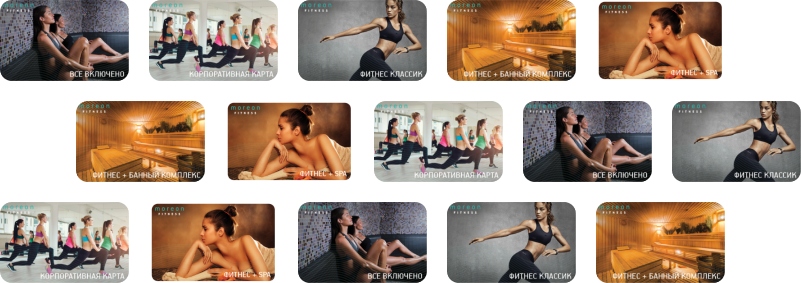 moreon
FITNESS
ВСЕ ВКЛЮЧЕНО
moreon
FITNESS
КОРПОРАТИВНАЯ КАРТА
moreon
FITNESS
ФИТНЕС КЛАССИК
moreon
FITNESS
ФИТНЕС + БАННЫЙ КОМПЛЕКС
moreon
FITNESS
ФИТНЕС + SPA
moreon
FITNESS
ФИТНЕС + БАННЫЙ КОМПЛЕКС
moreon
FITNESS
ФИТНЕС + SPA
moreon
FITNESS
КОРПОРАТИВНАЯ КАРТА
moreon
FITNESS
ВСЕ ВКЛЮЧЕНО
moreon
FITNESS
ФИТНЕС КЛАССИК
moreon
FITNESS
КОРПОРАТИВНАЯ КАРТА
moreon
FITNESS
ФИТНЕС + SPA
moreon
FITNESS
ВСЕ ВКЛЮЧЕНО
moreon
FITNESS
ФИТНЕС КЛАССИК
moreon
FITNESS
ФИТНЕС + БАННЫЙ КОМПЛЕКС